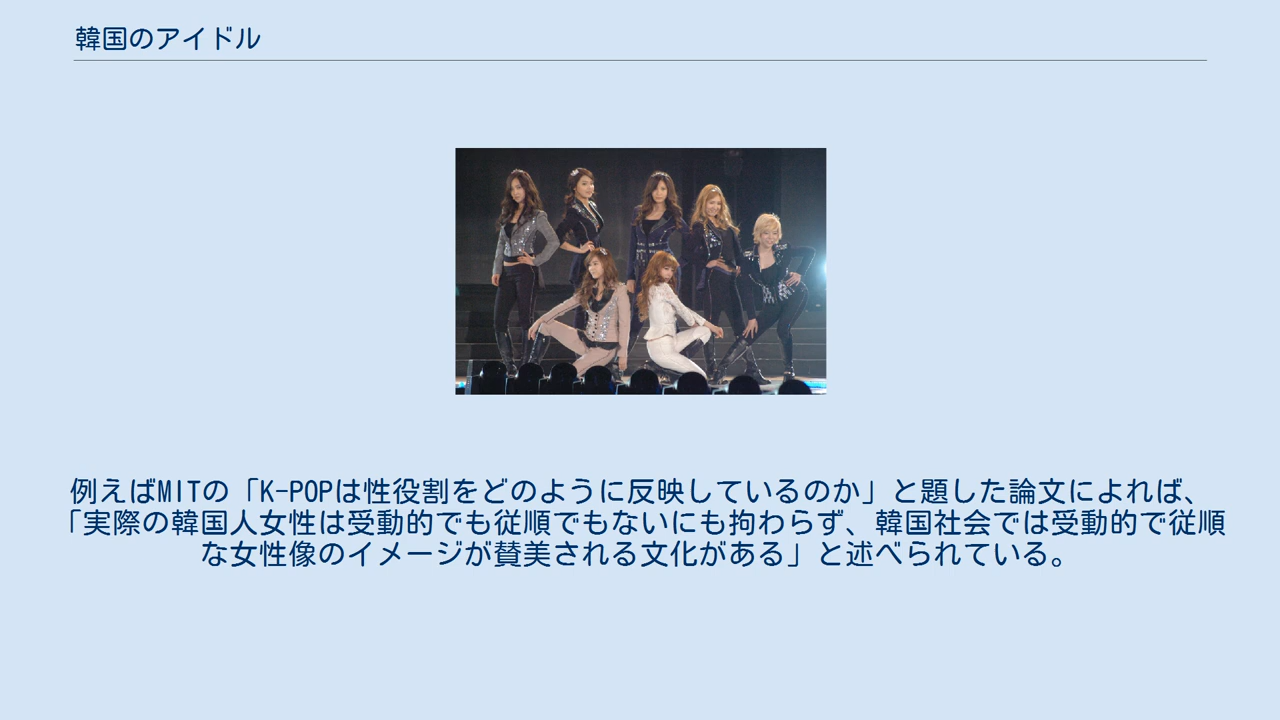 韓国のアイドル
例えばMITの「K-POPは性役割をどのように反映しているのか」と題した論文によれば、
「実際の韓国人女性は受動的でも従順でもないにも拘わらず、韓国社会では受動的で従順
な女性像のイメージが賛美される文化がある」と述べられている。